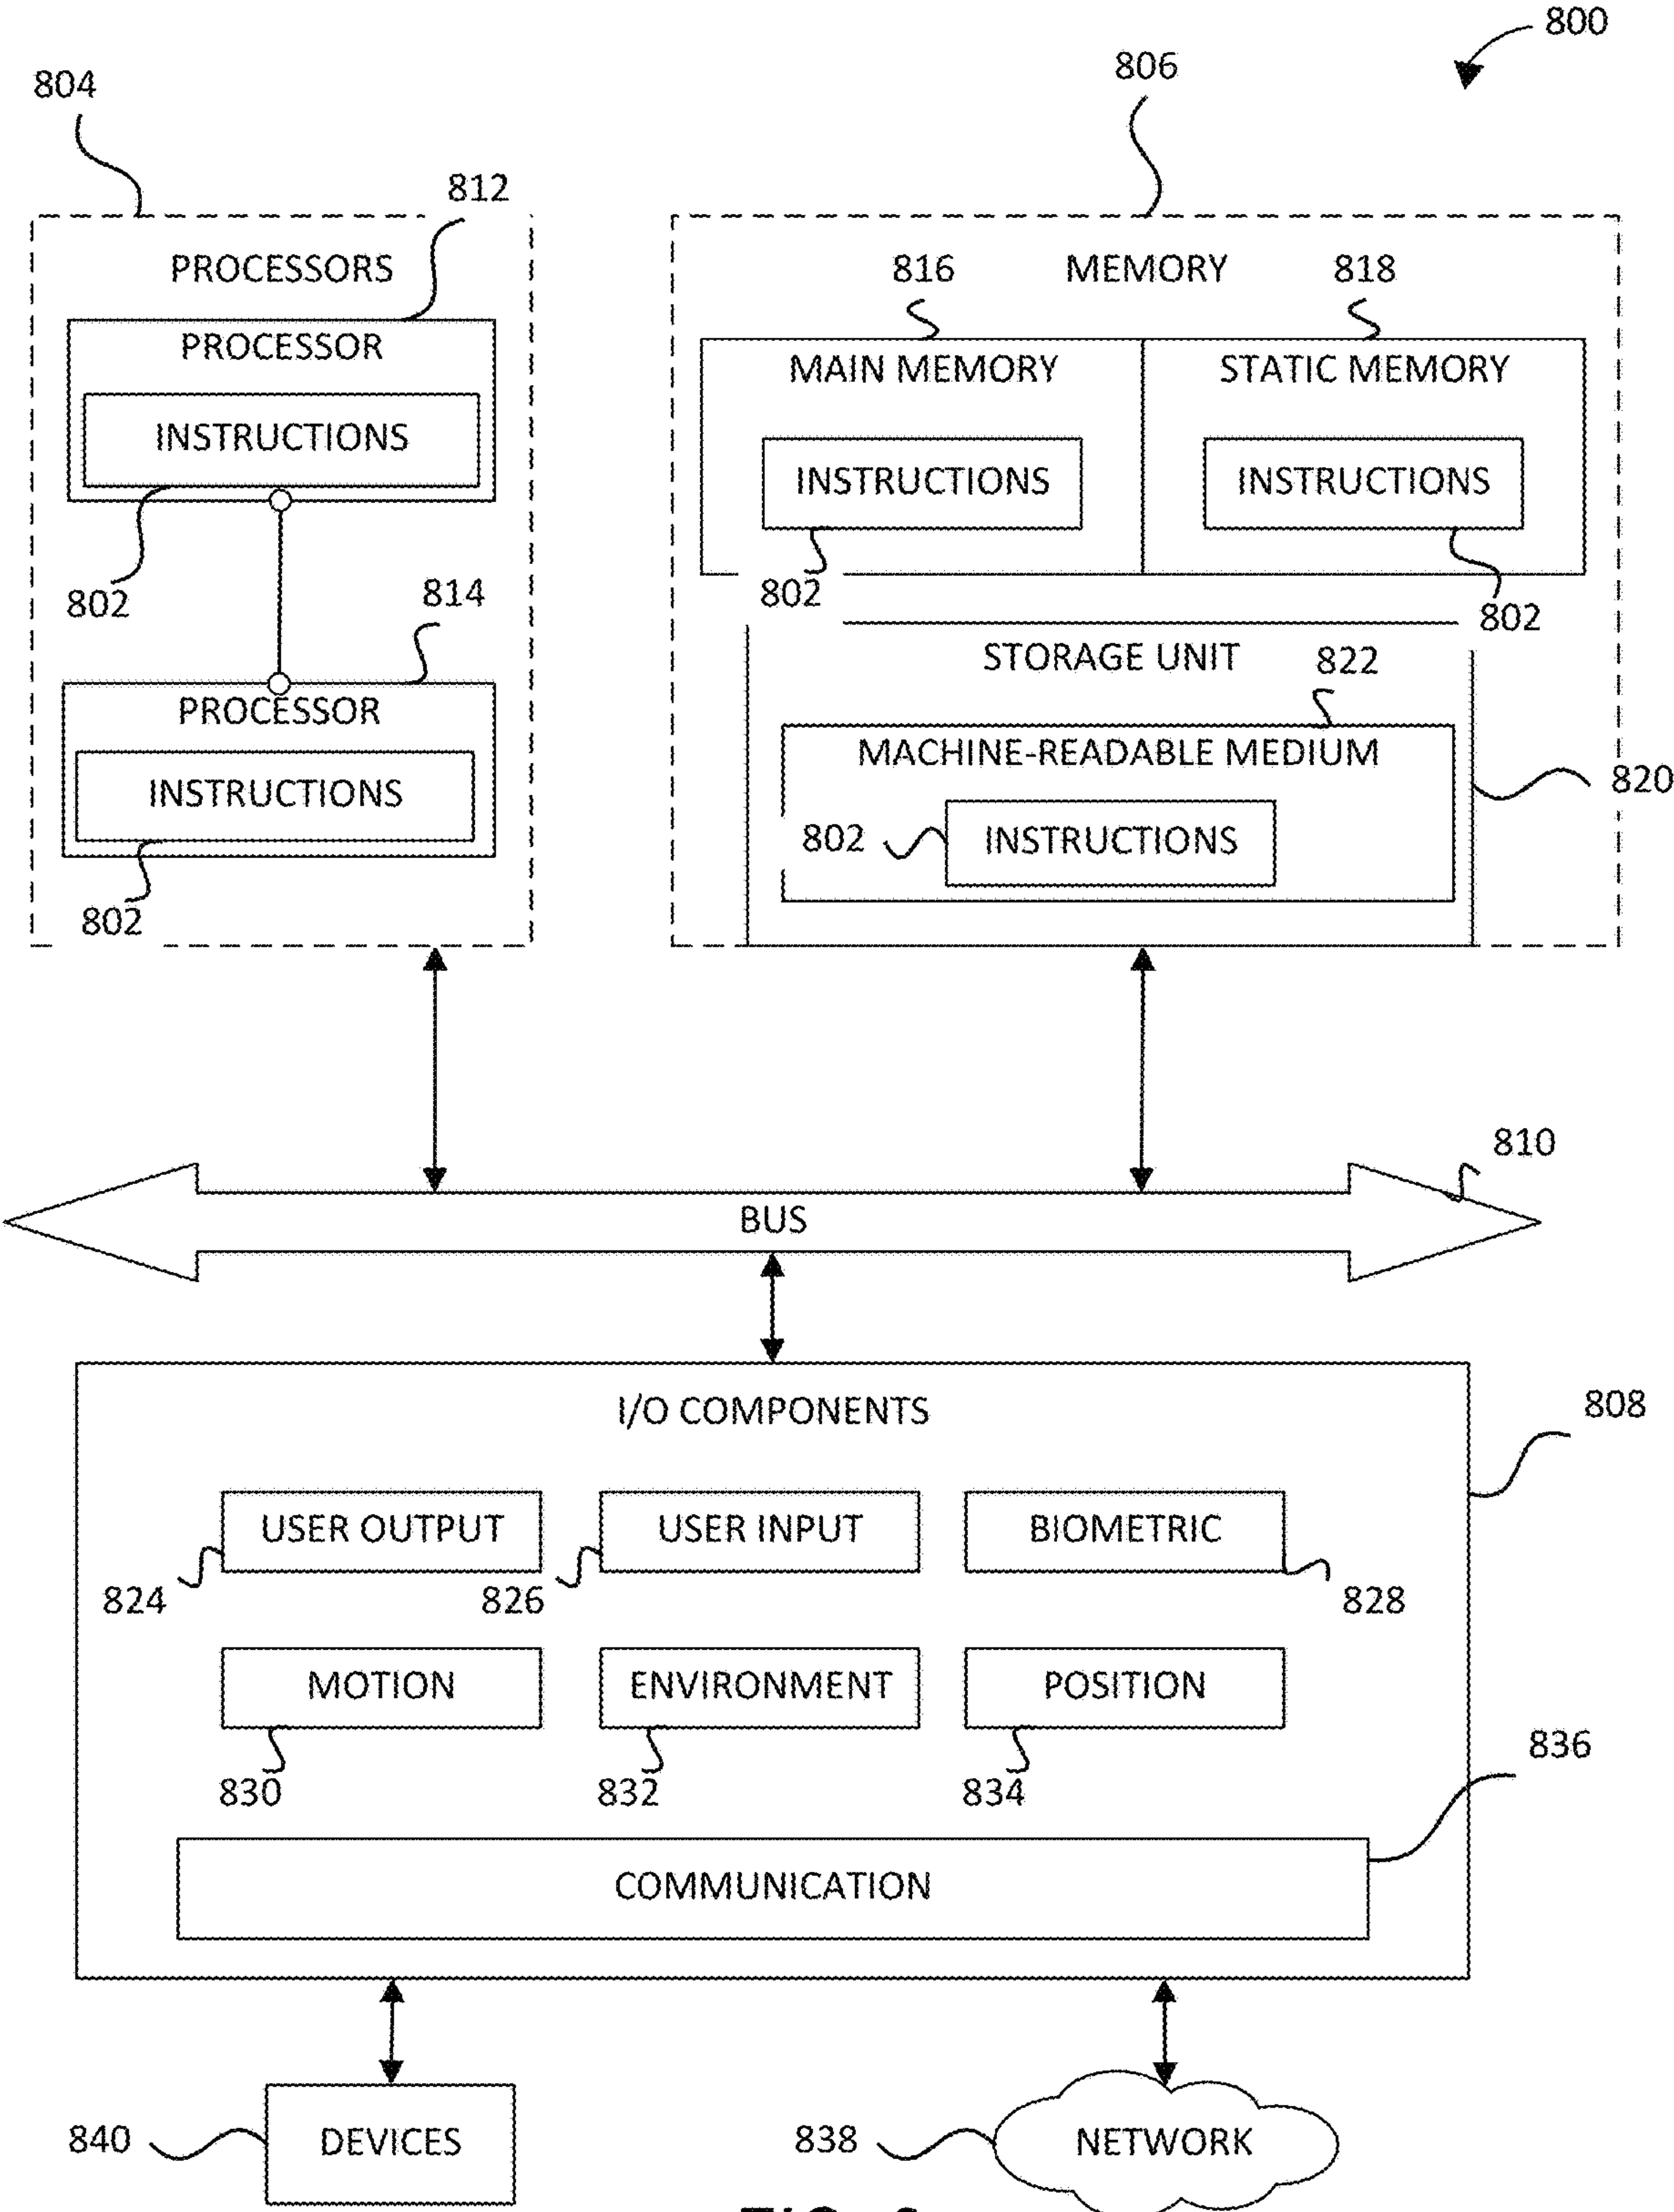 800
806
804
812
PROCESSORS
816
MEMORY
818
PROCESSOR
MAIN MEMORY
STATIC MEMORY
INSTRUCTIONS
INSTRUCTIONS
INSTRUCTIONS
802
814
802
802
STORAGE UNIT
822
PROCESSOR
MACHINE-READABLE MEDIUM
820
INSTRUCTIONS
802
INSTRUCTIONS
802
810
BUS
I/O COMPONENTS
808
USER OUTPUT
USER INPUT
BIOMETRIC
824
826
828
MOTION
ENVIRONMENT
POSITION
836
830
832
834
COMMUNICATION
840
DEVICES
838
NETWORK